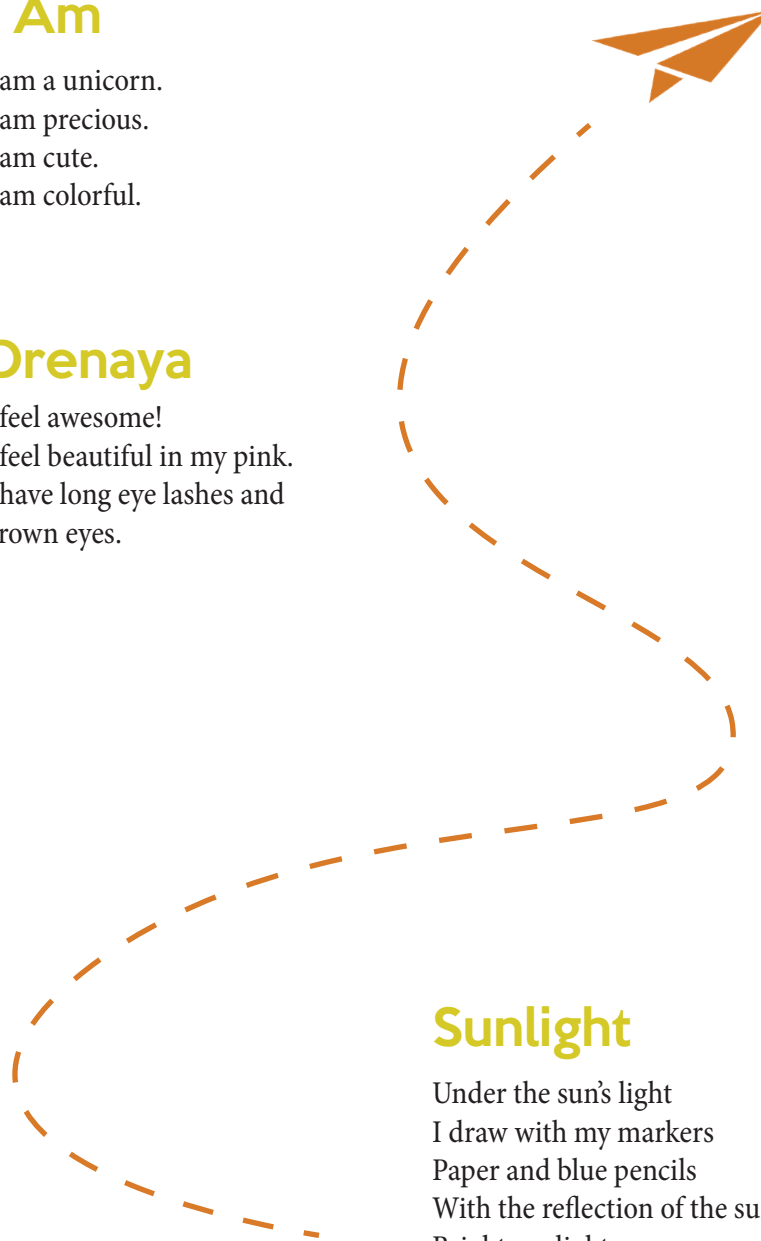 Am
am a unicorn.
am precious.
am cute.
am colorful.
Drenaya
feel awesome!
feel beautiful in my pink.
have long eye lashes and
rown eyes.
Sunlight
Under the sun’s light
I draw with my markers
Paper and blue pencils
With the reflection of the su